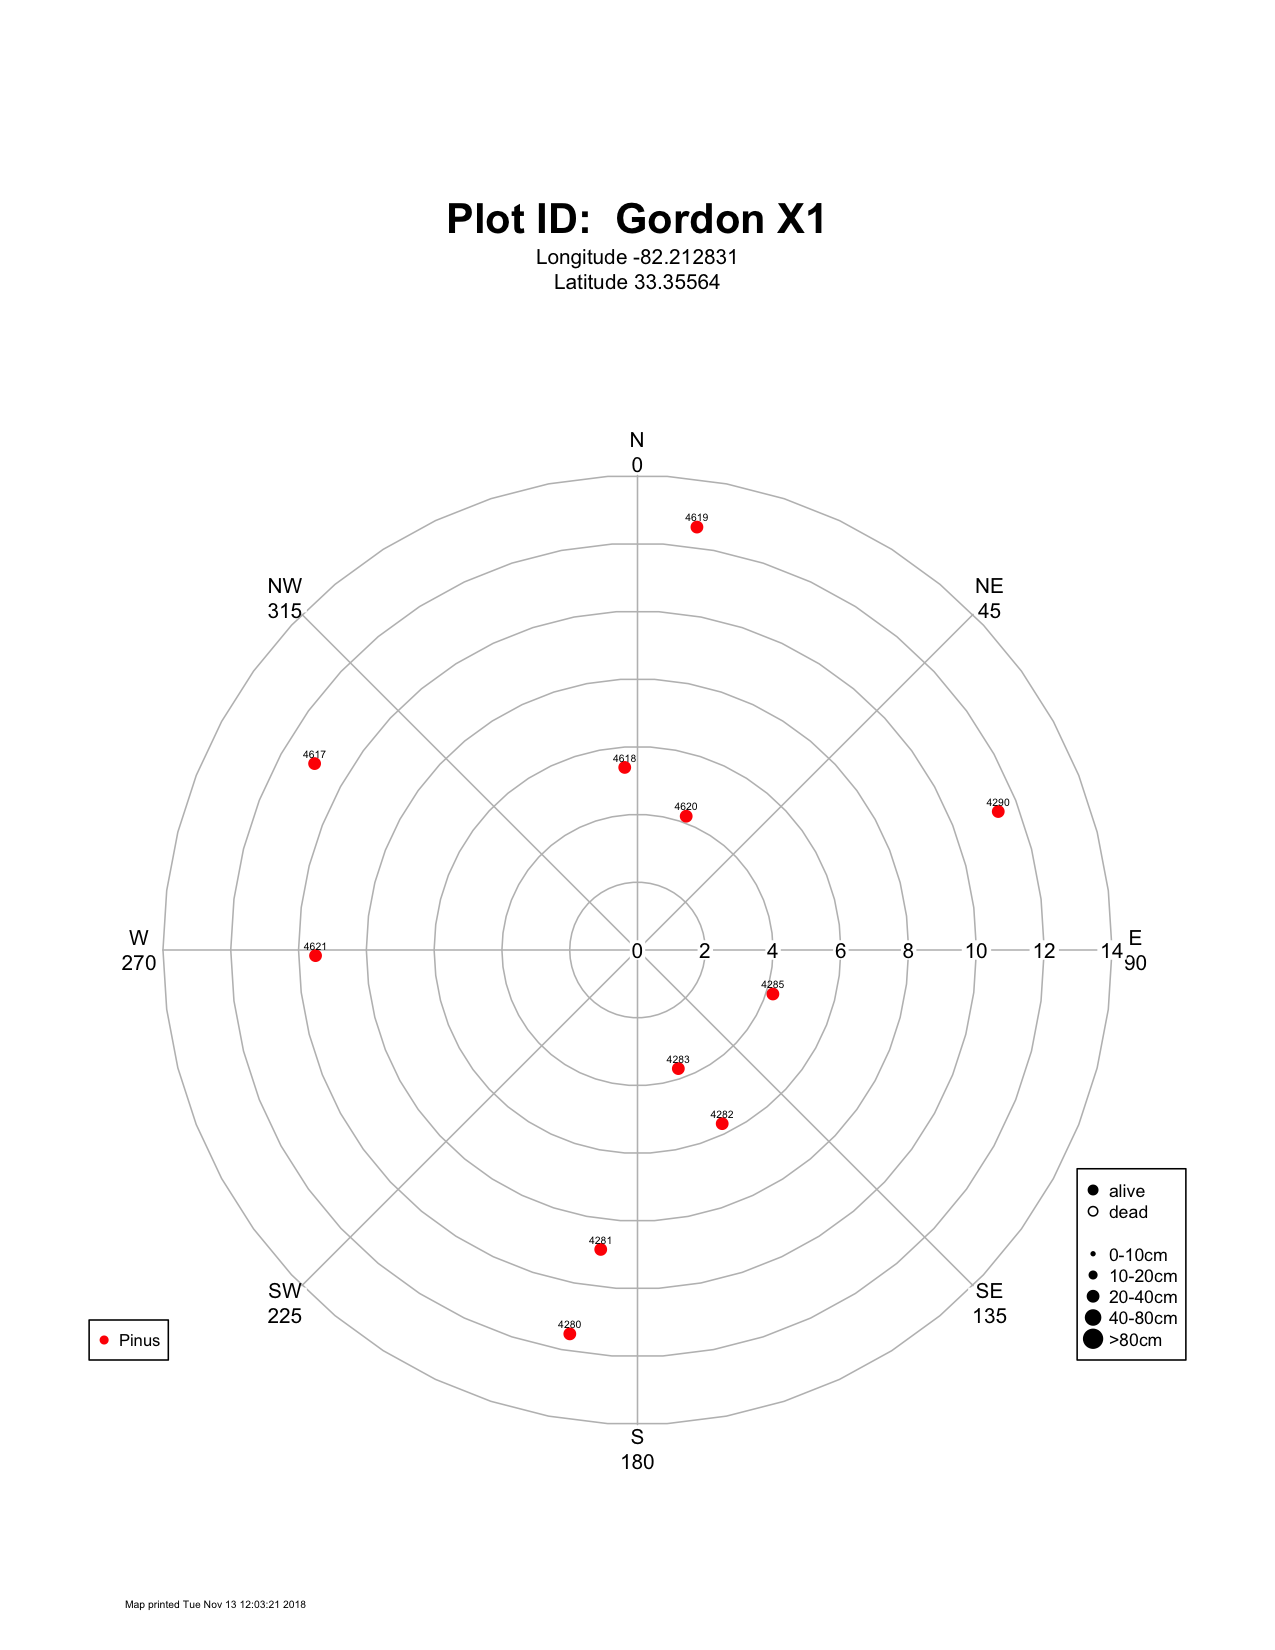 Plot ID:  Gordon X1
Longitude -82.212831
Latitude 33.35564
N
0
4619
NW
315
NE
45
4617
4618
4290
4620
W
270
4621
0 2 4 6 8 10 12 14
E
90
4285
4283
4282
alive
dead
4281
0-10cm
10-20cm
20-40cm
40-80cm
>80cm
SW
225
SE
135
4280
Pinus
S
180
Map printed Tue Nov 13 12:03:21 2018